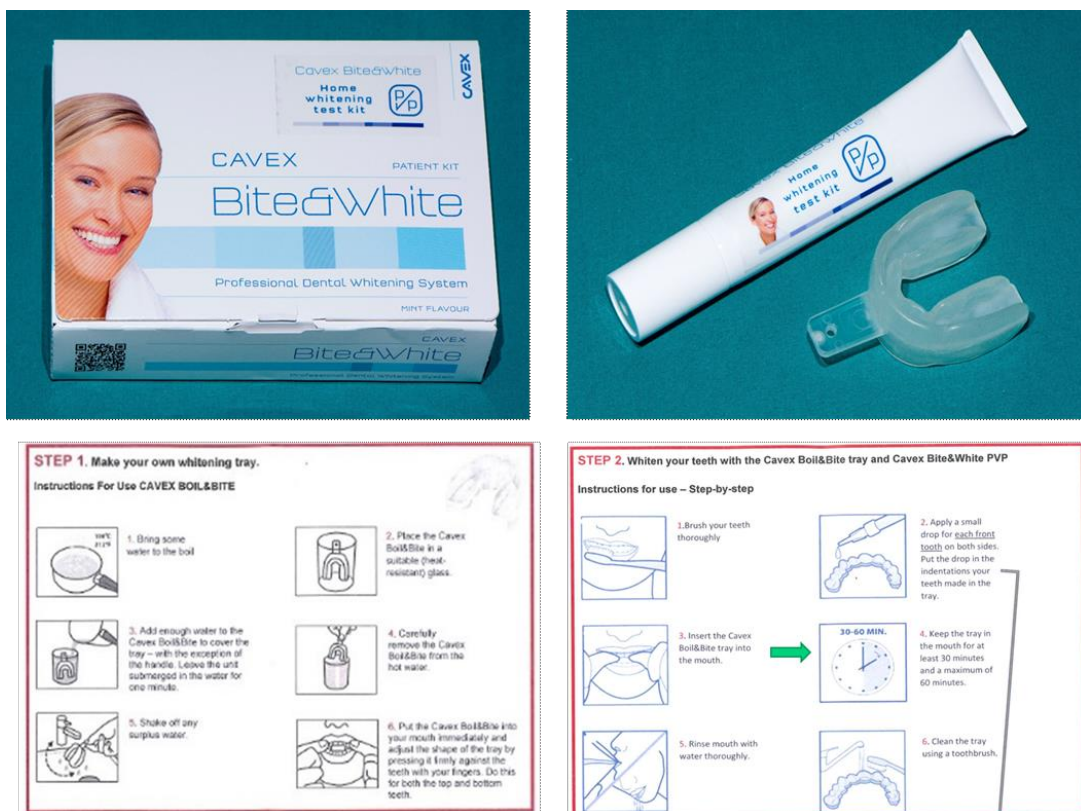 Cavex Bite&White
Home
whitening
test kit
P/P
CAVEX
CAVEX
PATIENT KIT
Bite&White
Professional Dental Whitening System
MINT FLAVOUR
CAVEX
Bite&White
Professional Dental Whitening System
Bite&White
Home
whitening
test kit
P/P
STEP 1. Make your own whitening tray.
Instructions For Use CAVEX BOIL&BITE
100°C
212°F
1. Bring some
water to the boil
2. Place the Cavex
Boil&Bite in a
suitable (heat-
resistant) glass.
3. Add enough water to the
Cavex Boil&Bite to cover the
tray – with the exception of
the handle. Leave the unit
submerged in the water for
one minute.
4. Carefully
remove the Cavex
Boil&Bite from the
hot water.
5. Shake off any
surplus water.
6. Put the Cavex Boil&Bite into
your mouth immediately and
adjust the shape of the tray by
pressing it firmly against the
teeth with your fingers. Do this
for both the top and bottom
teeth.
STEP 2. Whiten your teeth with the Cavex Boil&Bite tray and Cavex Bite&White PVP
Instructions for use – Step-by-step
1.Brush your teeth
thoroughly
2. Apply a small
drop for each front
tooth on both sides.
Put the drop in the
indentations your
teeth made in the
tray.
3. Insert the Cavex
Boil&Bite tray into
the mouth.
30-60 MIN.
4. Keep the tray in
the mouth for at
least 30 minutes
and a maximum of
60 minutes.
5. Rinse mouth with
water thoroughly.
6. Clean the tray
using a toothbrush.